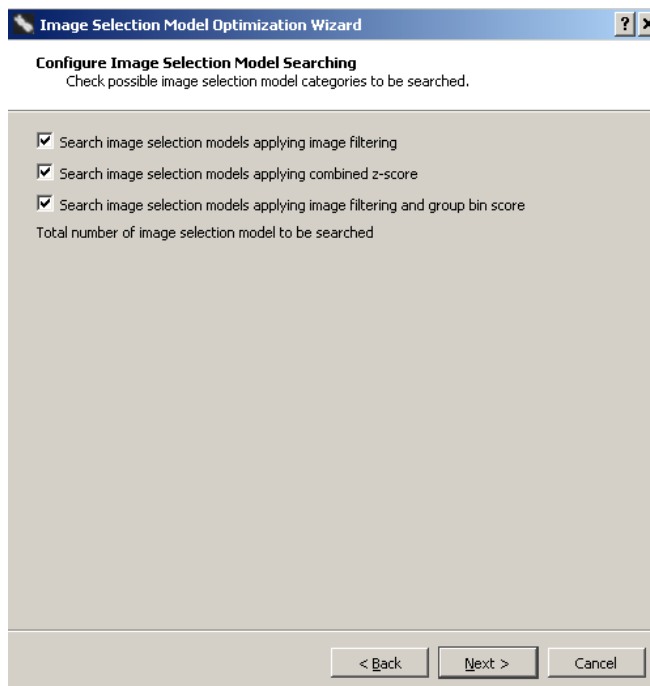 Image Selection Model Optimization Wizard
Configure Image Selection Model Searching
Check possible image selection model categories to be searched.
Search image selection models applying image filtering
Search image selection models applying combined z-score
Search image selection models applying image filtering and group bin score
Total number of image selection model to be searched
< Back Next > Cancel